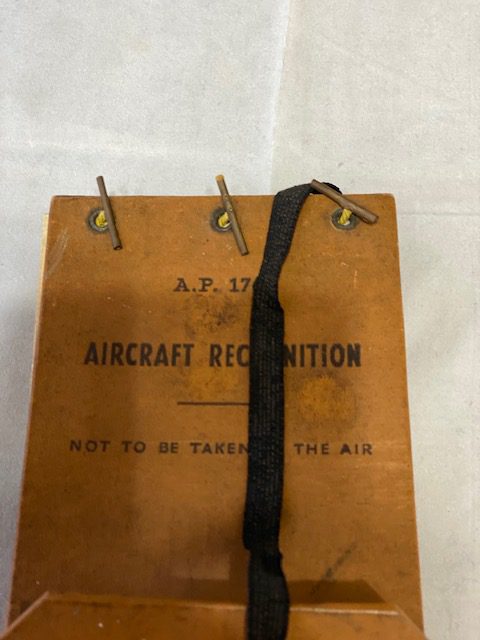 A.P. 17
AIRCRAFT REC NITION
NOT TO BE TAKEN THE AIR